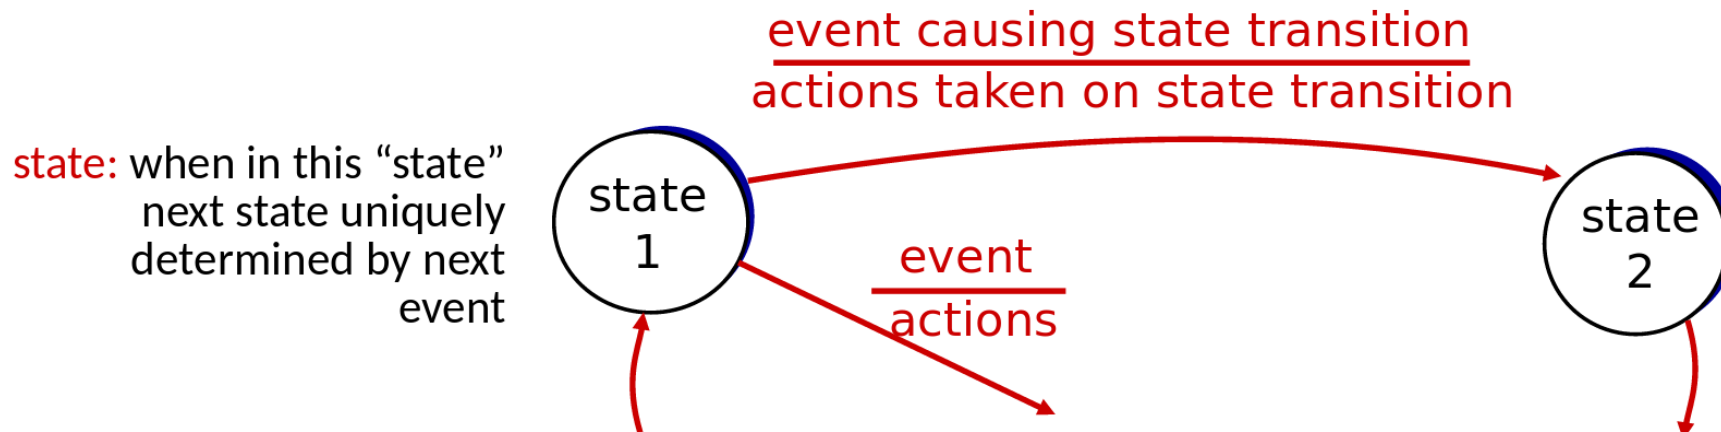 event causing state transition
actions taken on state transition
state: when in this “state”
next state uniquely
determined by next
event
state
1
event
actions
state
2